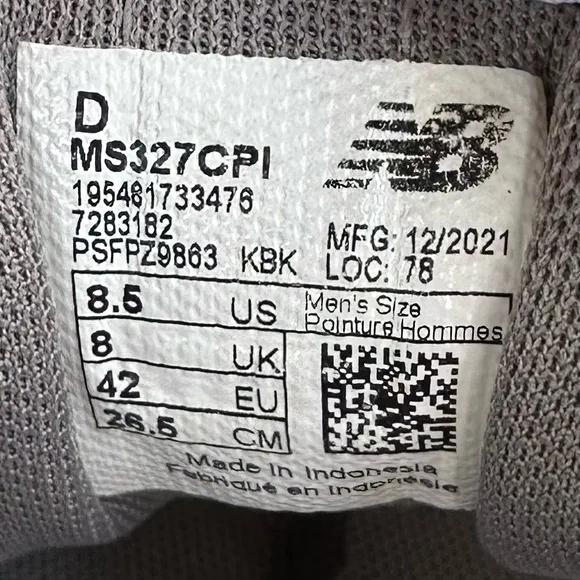 D
MS327CPI
195481733476
7283182
PSFPZ9863 KBK
NB
MFG: 12/2021
LOC: 78
8.5 US Men's Size
Pointure Hommes
8 UK
42 EU
26.5 CM
Made in Indonesia
Fabriqué en Indonésie